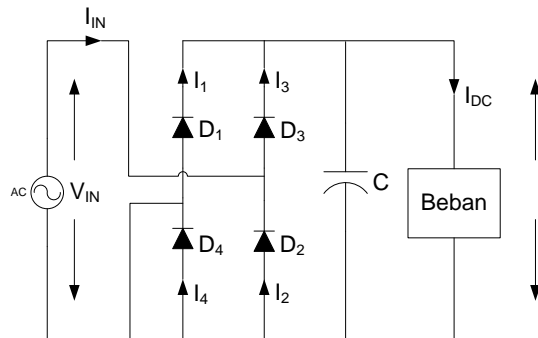 I_IN
I_1
I_3
I_DC
D_1
D_3
AC
V_IN
C
Beban
D_4
D_2
I_4
I_2